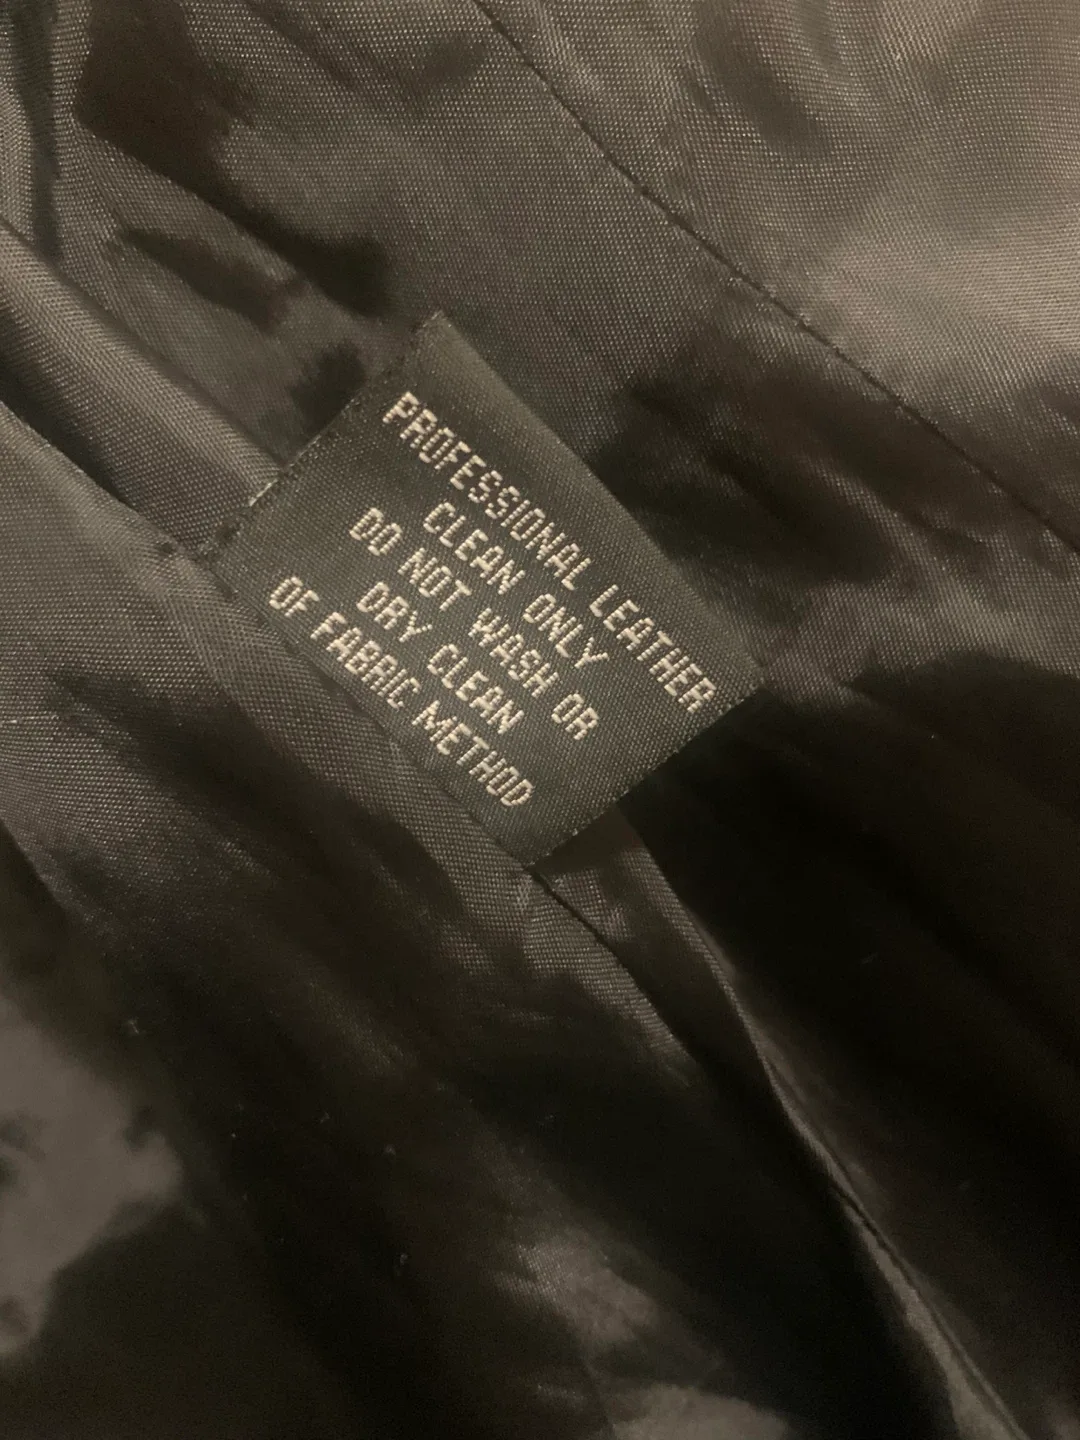 PROFESSIONAL LEATHER
CLEAN ONLY
DO NOT WASH OR
DRY CLEAN
OF FABRIC METHOD